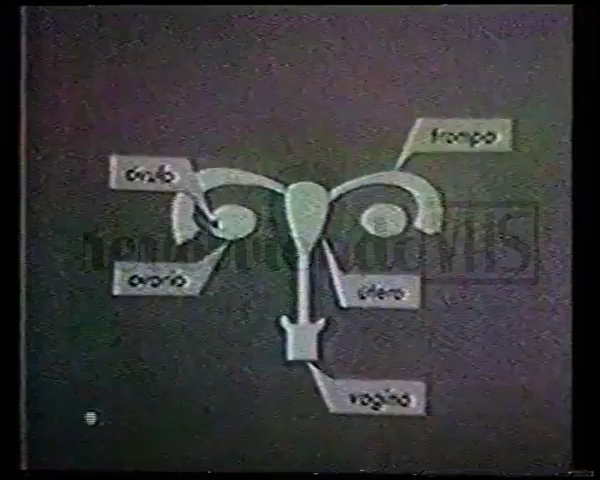 trompa
óvulo
ovario
útero
vagina